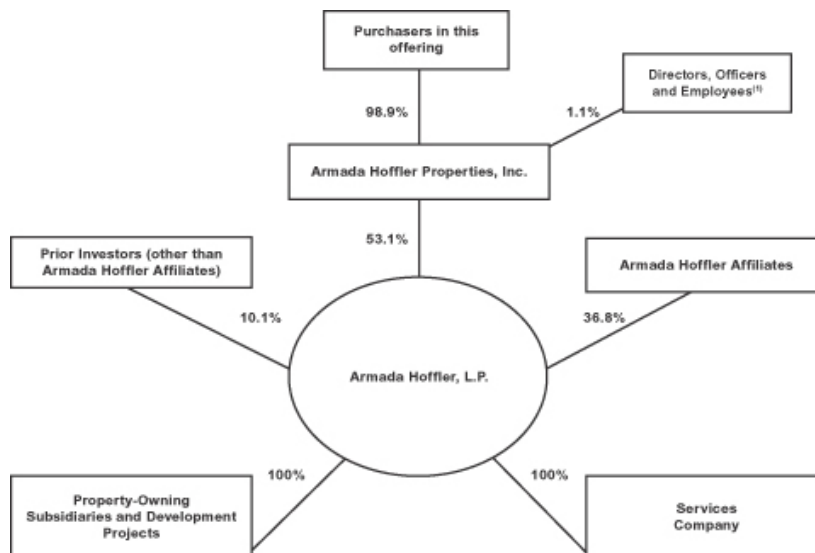 Purchasers in this
offering
Directors, Officers
and Employees(1)
98.9%
1.1%
Armada Hoffler Properties, Inc.
53.1%
Prior Investors (other than
Armada Hoffler Affiliates)
Armada Hoffler Affiliates
10.1%
36.8%
Armada Hoffler, L.P.
100%
100%
Property-Owning
Subsidiaries and Development
Projects
Services
Company